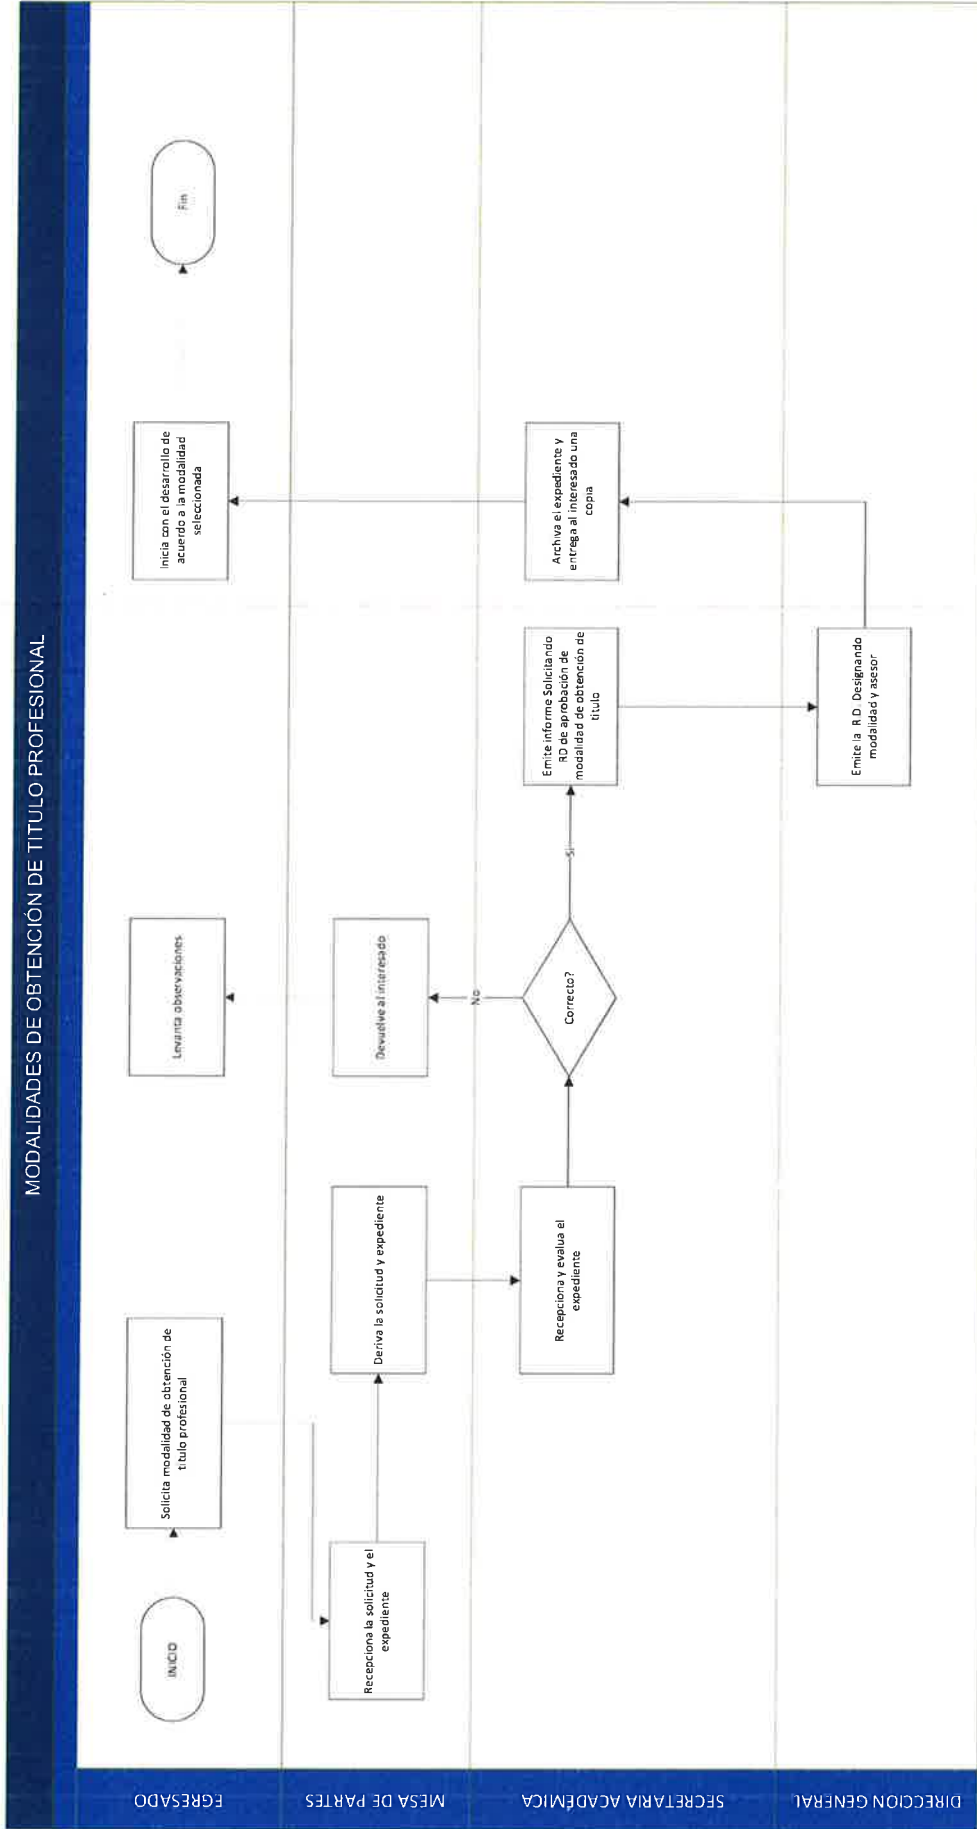 MODALIDADES DE OBTENCIÓN DE TITULO PROFESIONAL
EGRESADO
INICIO
Solicita modalidad de obtención de
titulo profesional
Levanta observaciones
Inicia con el desarrollo de
acuerdo a la modalidad
seleccionada
Fin
MESA DE PARTES
Recepciona la solicitud y el
expediente
Deriva la solicitud y expediente
Devuelve al interesado
No
SECRETARIA ACADÉMICA
Recepciona y evalua el
expediente
Correcto?
Si
Emite informe Solicitando
RD de aprobación de
modalidad de obtención de
titulo
Archiva el expediente y
entrega al interesado una
copia
DIRECCION GENERAL
Emite la R.D. Designando
modalidad y asesor